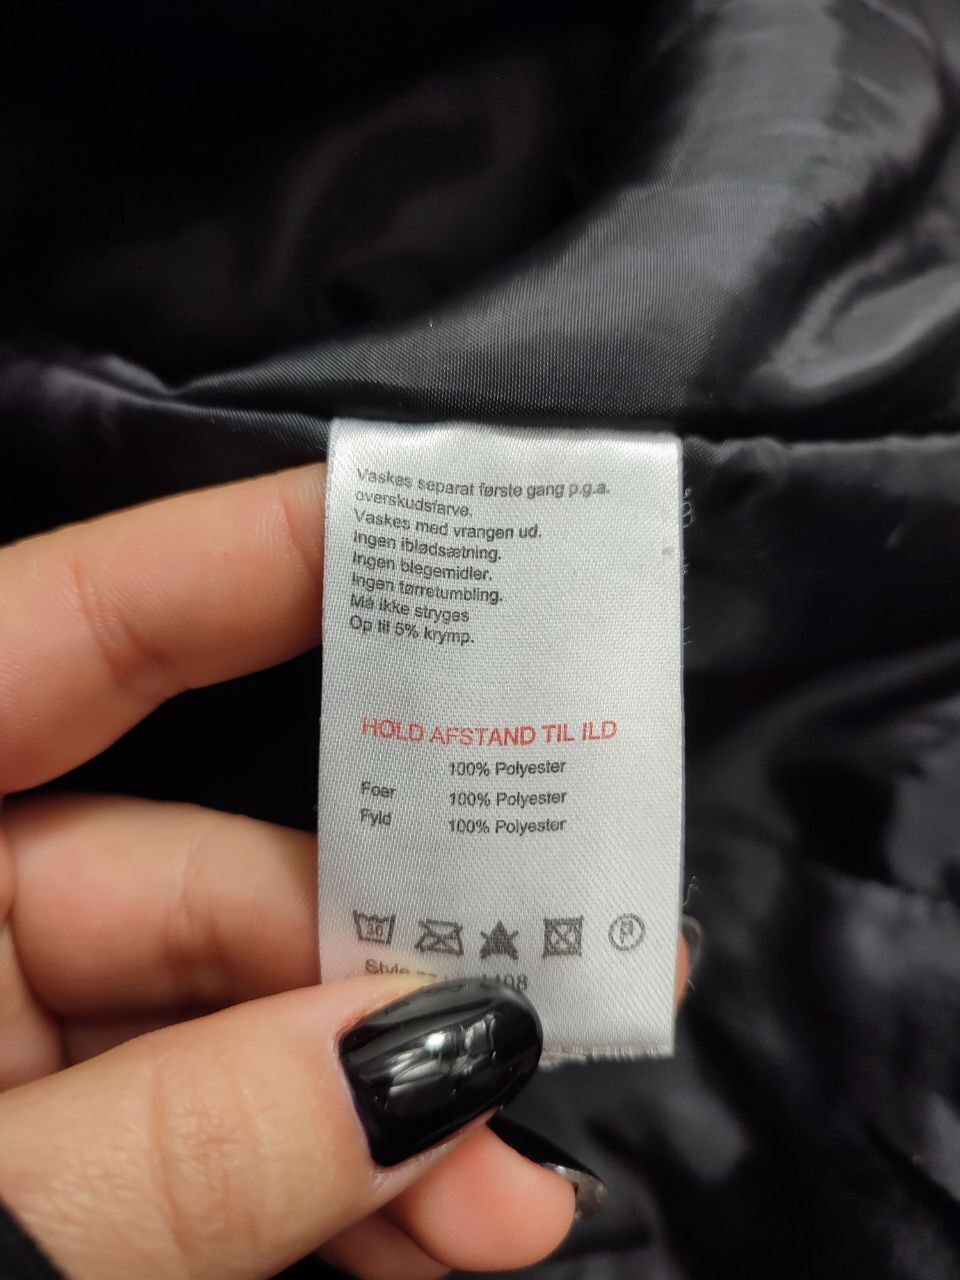 Vaskes separat første gang p.g.a.
overskudsfarve.
Vaskes med vrangen ud.
Ingen iblødsætning.
Ingen blegemidler.
Ingen tørretumbling.
Må ikke stryges
Op til 5% krymp.
HOLD AFSTAND TIL ILD
100% Polyester
Foer 100% Polyester
Fyld 100% Polyester
30 P
Style